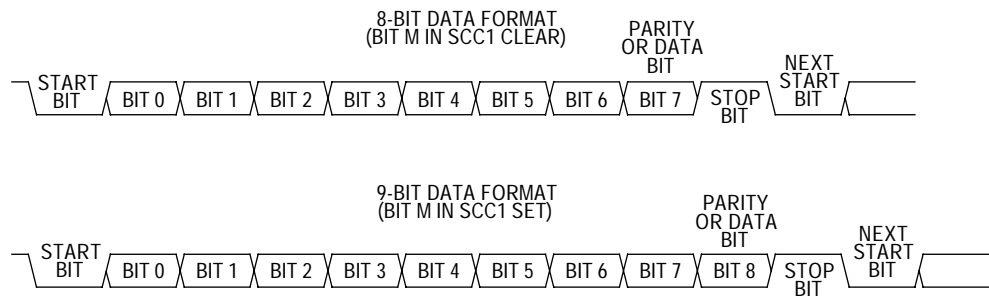 8-BIT DATA FORMAT
(BIT M IN SCC1 CLEAR)
PARITY
OR DATA
BIT
START
BIT
BIT 0
BIT 1
BIT 2
BIT 3
BIT 4
BIT 5
BIT 6
BIT 7
STOP
BIT
NEXT
START
BIT
9-BIT DATA FORMAT
(BIT M IN SCC1 SET)
PARITY
OR DATA
BIT
START
BIT
BIT 0
BIT 1
BIT 2
BIT 3
BIT 4
BIT 5
BIT 6
BIT 7
BIT 8
STOP
BIT
NEXT
START
BIT